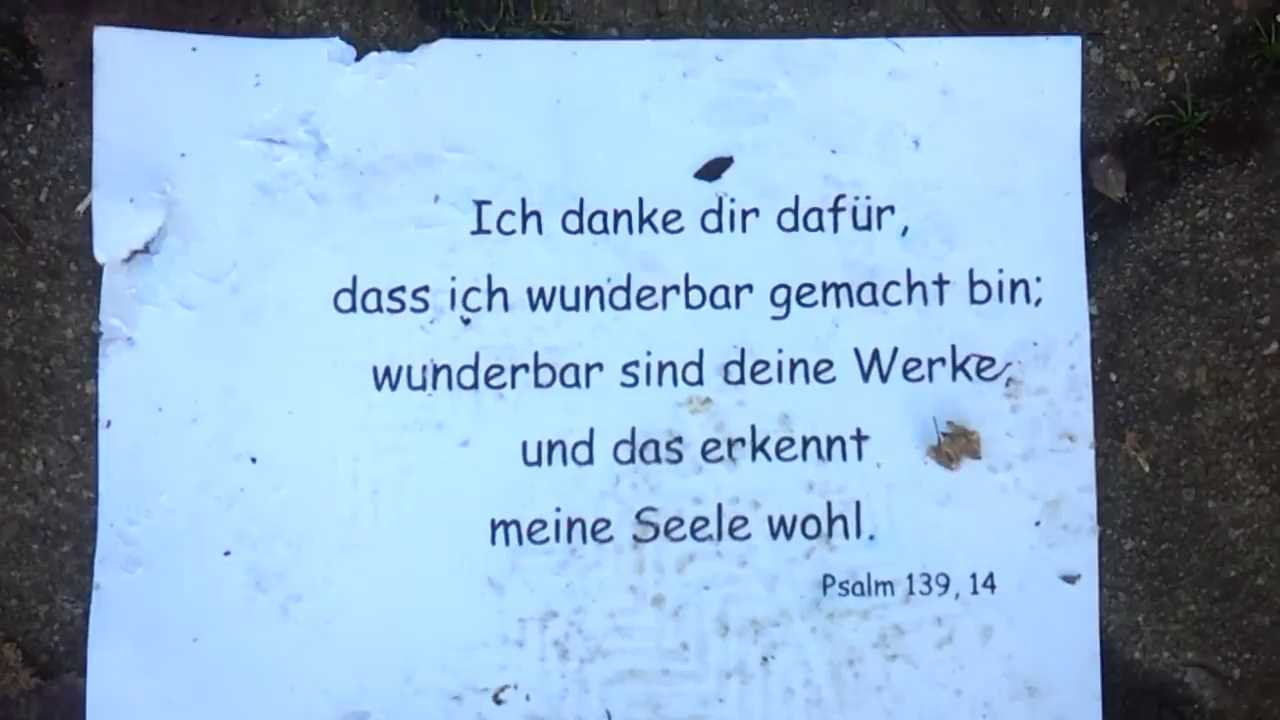 Ich danke dir dafür,
dass ich wunderbar gemacht bin;
wunderbar sind deine Werke,
und das erkennt
meine Seele wohl.
Psalm 139, 14